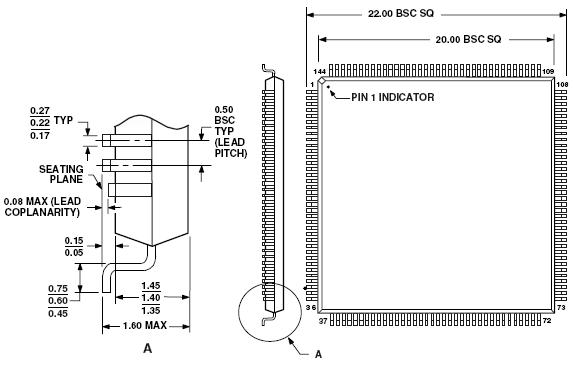 22.00 BSC SQ
20.00 BSC SQ
144
109
1
108
PIN 1 INDICATOR
0.27
0.22 TYP
0.17
0.50
BSC
TYP
(LEAD
PITCH)
SEATING
PLANE
0.08 MAX (LEAD
COPLANARITY)
0.15
0.05
0.75
0.60
0.45
1.45
1.40
1.35
1.60 MAX
A
36
73
37
72
A